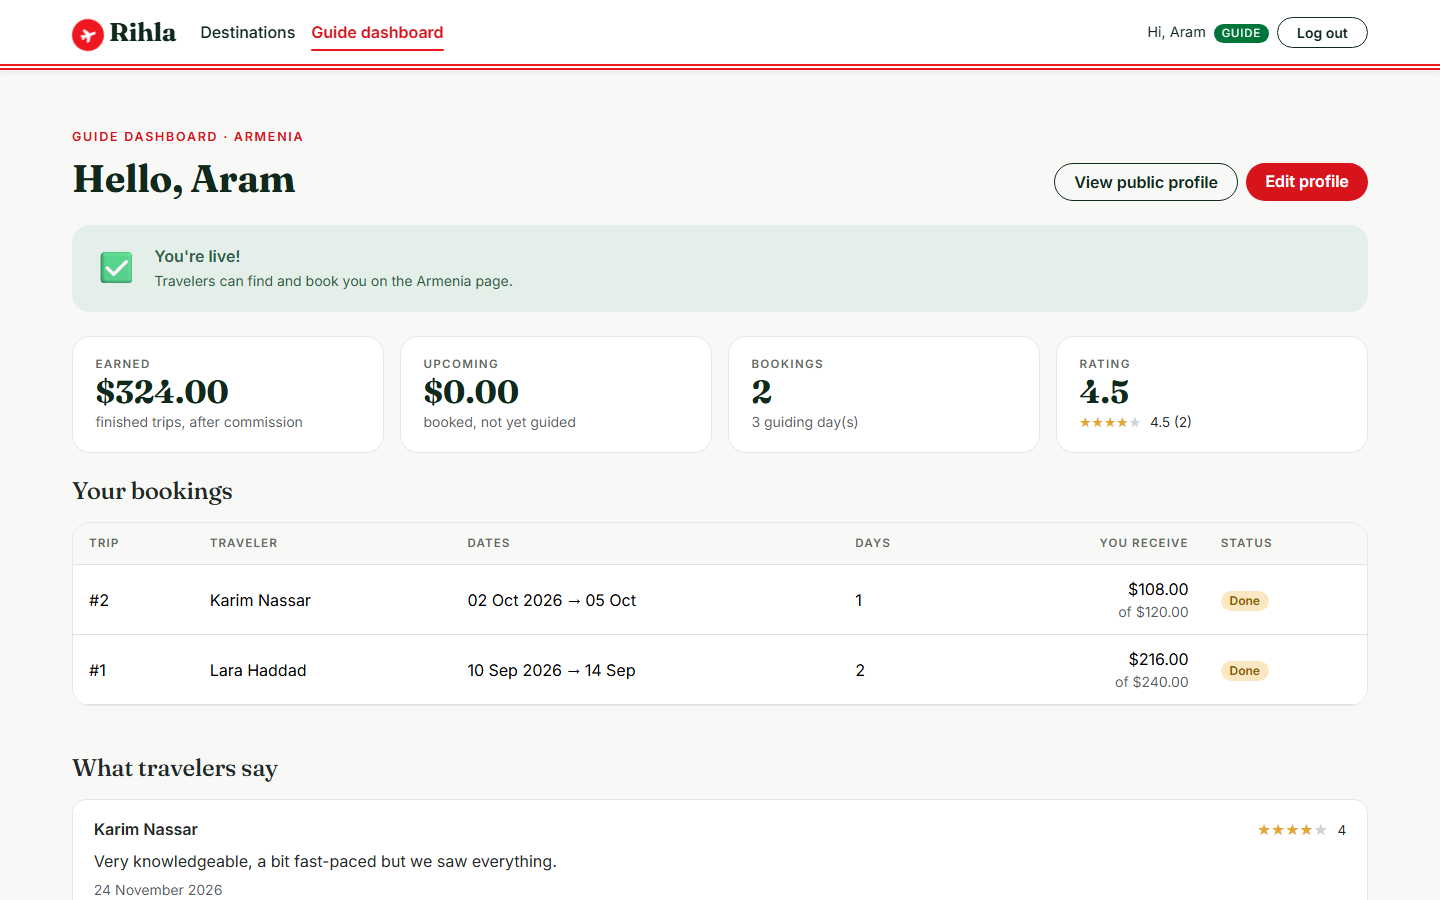 Rihla Destinations Guide dashboard Hi, Aram GUIDE Log out
GUIDE DASHBOARD · ARMENIA
Hello, Aram
View public profile Edit profile
You're live!
Travelers can find and book you on the Armenia page.
EARNED UPCOMING BOOKINGS RATING
$324.00 $0.00 2 4.5
finished trips, after commission booked, not yet guided 3 guiding day(s) ★★★★★ 4.5 (2)
Your bookings
TRIP TRAVELER DATES DAYS YOU RECEIVE STATUS
#2 Karim Nassar 02 Oct 2026 → 05 Oct 1 $108.00 Done
of $120.00
#1 Lara Haddad 10 Sep 2026 → 14 Sep 2 $216.00 Done
of $240.00
What travelers say
Karim Nassar ★★★★★ 4
Very knowledgeable, a bit fast-paced but we saw everything.
24 November 2026